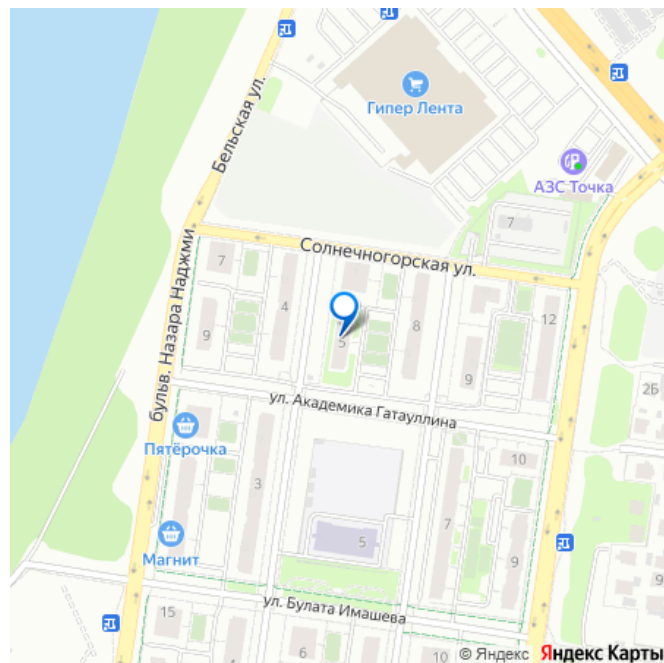 Бельская ул.
Гипер Лента
АЗС Точка
7
Солнечногорская ул.
7
4
бульв. Назара Наджми
9
5
8
12
9
2Б
ул. Академика Гатауллина
Пятёрочка
3
10
7
5
9
Магнит
9
ул. Булата Имашева
15
6
10
© Яндекс Яндекс Карты